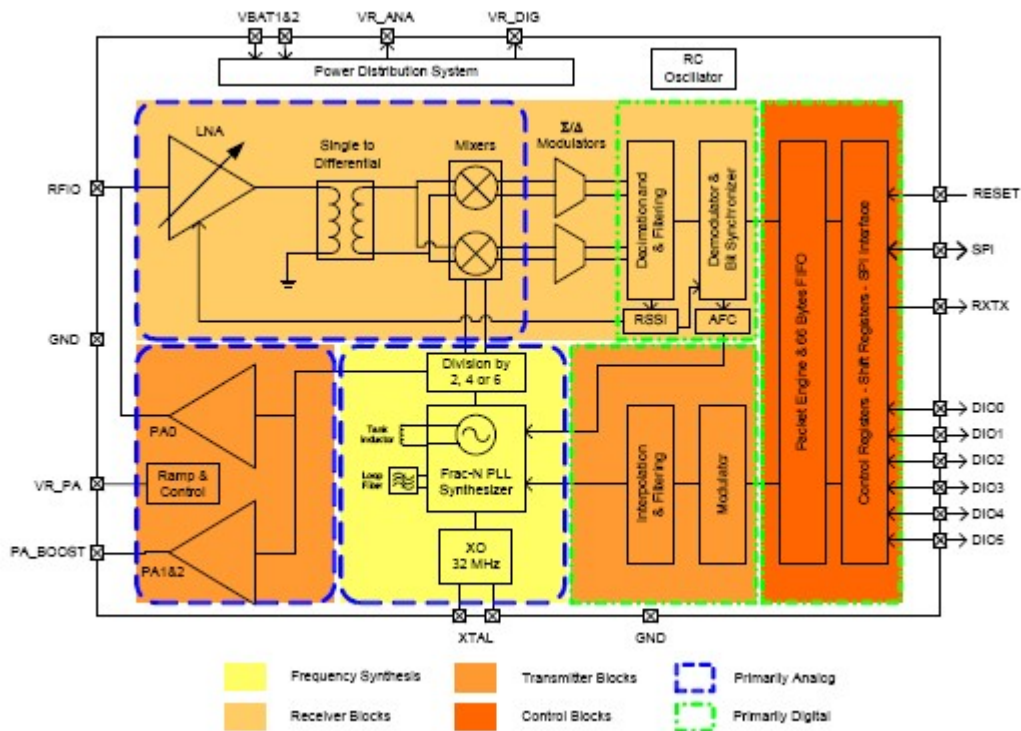 VBAT1&2
VR_ANA
VR_DIG
Power Distribution System
RC
Oscillator
LNA
Single to
Differential
Mixers
Σ/Δ
Modulators
RFIO
Decimation and
& Filtering
Demodulator &
Bit Synchronizer
RSSI
AFC
Packet Engine & 66 Bytes FIFO
Control Registers - Shift Registers - SPI Interface
RESET
SPI
RXTX
GND
Division by
2, 4 or 6
PA0
Tank
Inductor
Loop
Filter
Frac-N PLL
Synthesizer
Interpolation
& Filtering
Modulator
DIO0
DIO1
DIO2
DIO3
DIO4
DIO5
VR_PA
Ramp &
Control
PA_BOOST
PA1&2
XO
32 MHz
XTAL
GND
Frequency Synthesis
Transmitter Blocks
Primarily Analog
Receiver Blocks
Control Blocks
Primarily Digital